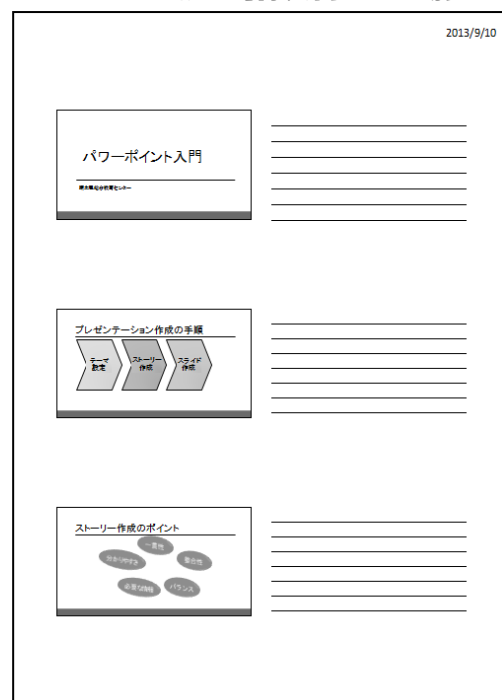 2013/9/10
パワーポイント入門
プレゼンテーション作成の手順
テーマ
設定
ストーリー
作成
スライド
作成
ストーリー作成のポイント
一貫性
分かりやすさ
整合性
必要な情報
バランス